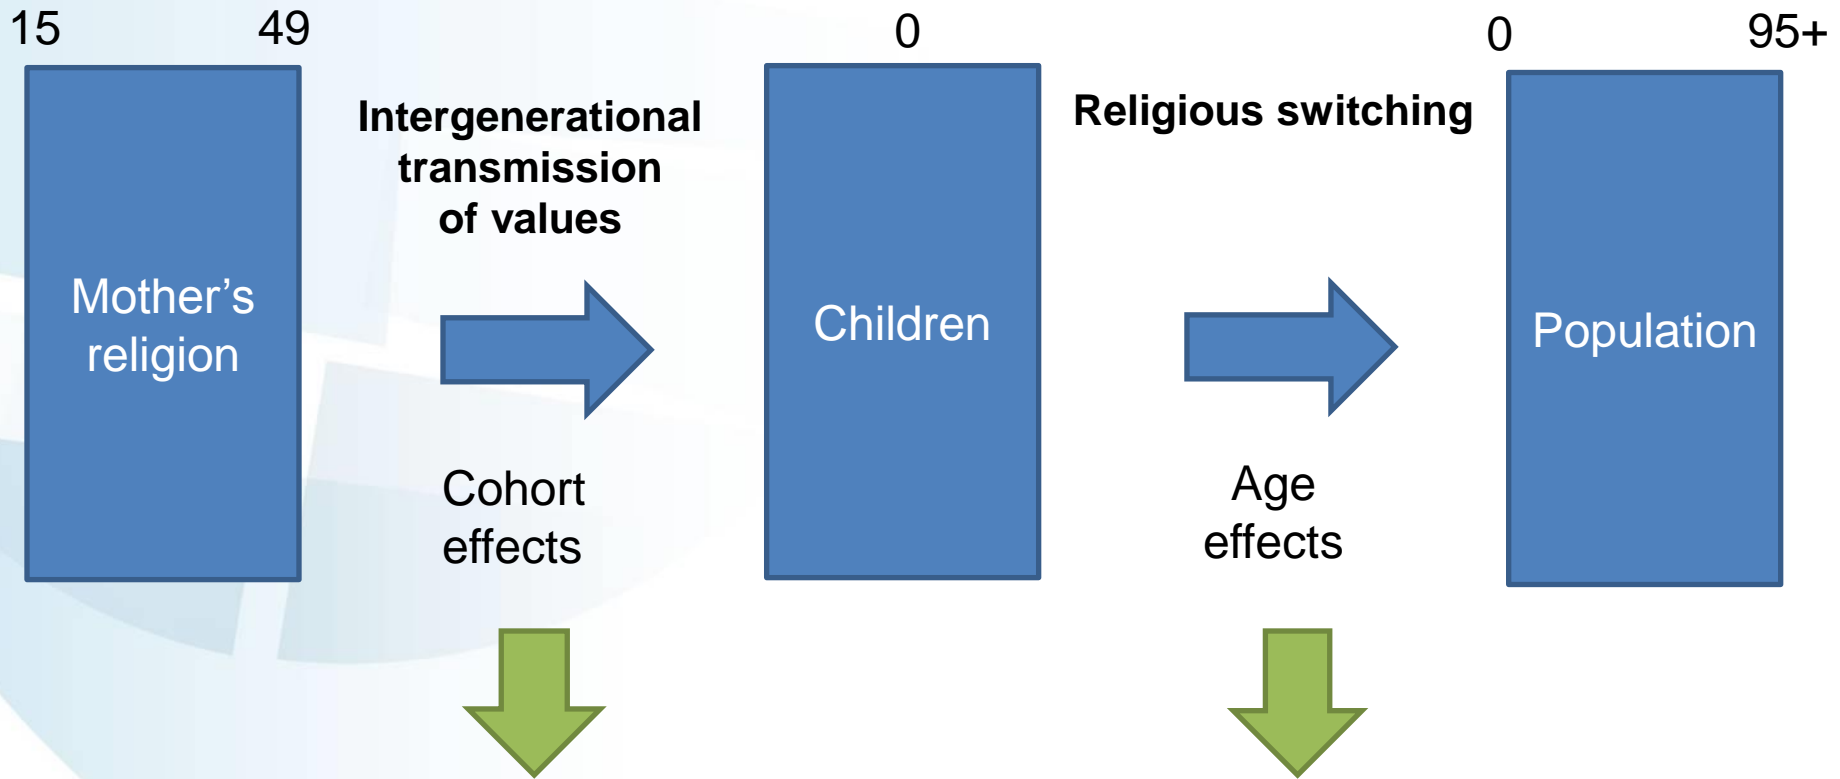 15
49
0
0
95+
Intergenerational
transmission
of values
Religious switching
Mother’s
religion
Children
Population
Cohort
effects
Age
effects